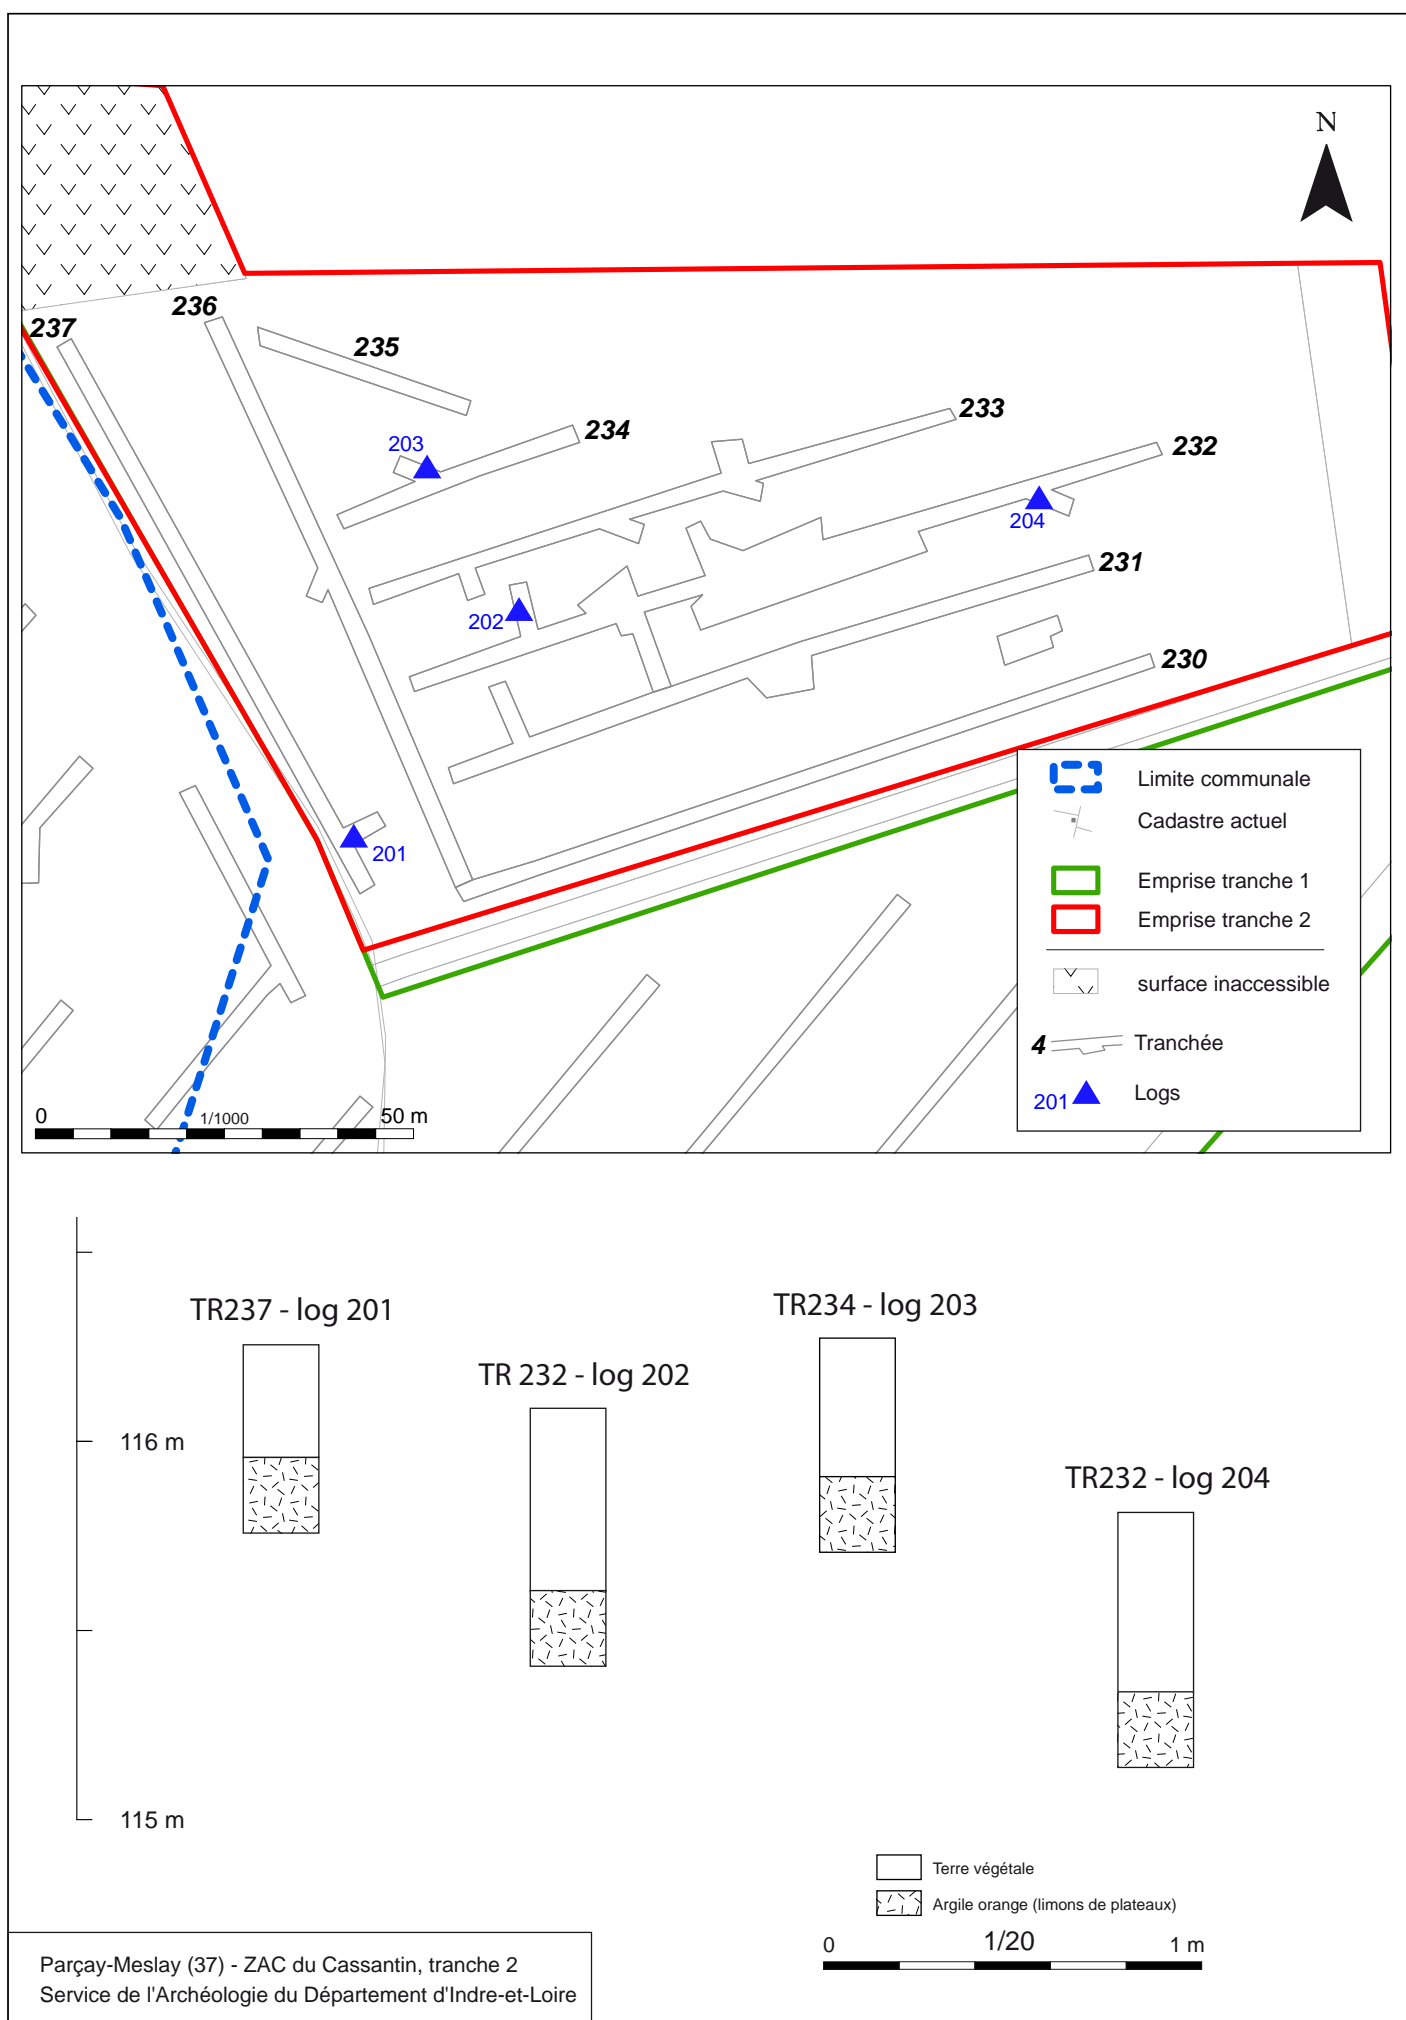 N
236
237
235
233
234
203
232
204
231
202
230
201
Limite communale
Cadastre actuel
Emprise tranche 1
Emprise tranche 2
surface inaccessible
4 Tranchée
201 Logs
0 1/1000 50 m
TR237 - log 201
TR234 - log 203
TR 232 - log 202
116 m
TR232 - log 204
115 m
Terre végétale
Argile orange (limons de plateaux)
0 1/20 1 m
Parçay-Meslay (37) - ZAC du Cassantin, tranche 2
Service de l'Archéologie du Département d'Indre-et-Loire